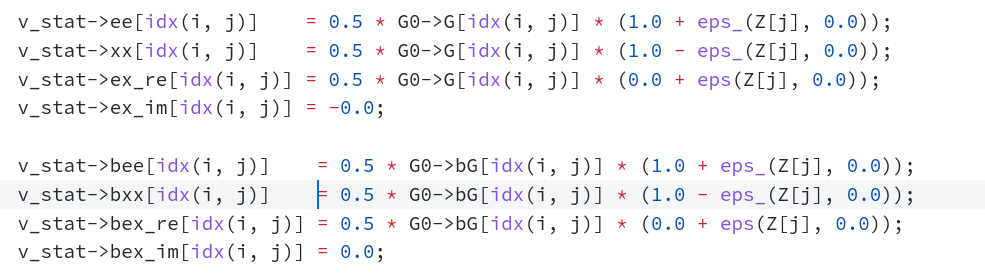 v_stat->ee[idx(i, j)]    = 0.5 * G0->G[idx(i, j)] * (1.0 + eps_(Z[j], 0.0));
v_stat->xx[idx(i, j)]    = 0.5 * G0->G[idx(i, j)] * (1.0 - eps_(Z[j], 0.0));
v_stat->ex_re[idx(i, j)] = 0.5 * G0->G[idx(i, j)] * (0.0 + eps(Z[j], 0.0));
v_stat->ex_im[idx(i, j)] = -0.0;

v_stat->bee[idx(i, j)]    = 0.5 * G0->bG[idx(i, j)] * (1.0 + eps_(Z[j], 0.0));
v_stat->bxx[idx(i, j)]    = 0.5 * G0->bG[idx(i, j)] * (1.0 - eps_(Z[j], 0.0));
v_stat->bex_re[idx(i, j)] = 0.5 * G0->bG[idx(i, j)] * (0.0 + eps(Z[j], 0.0));
v_stat->bex_im[idx(i, j)] = 0.0;